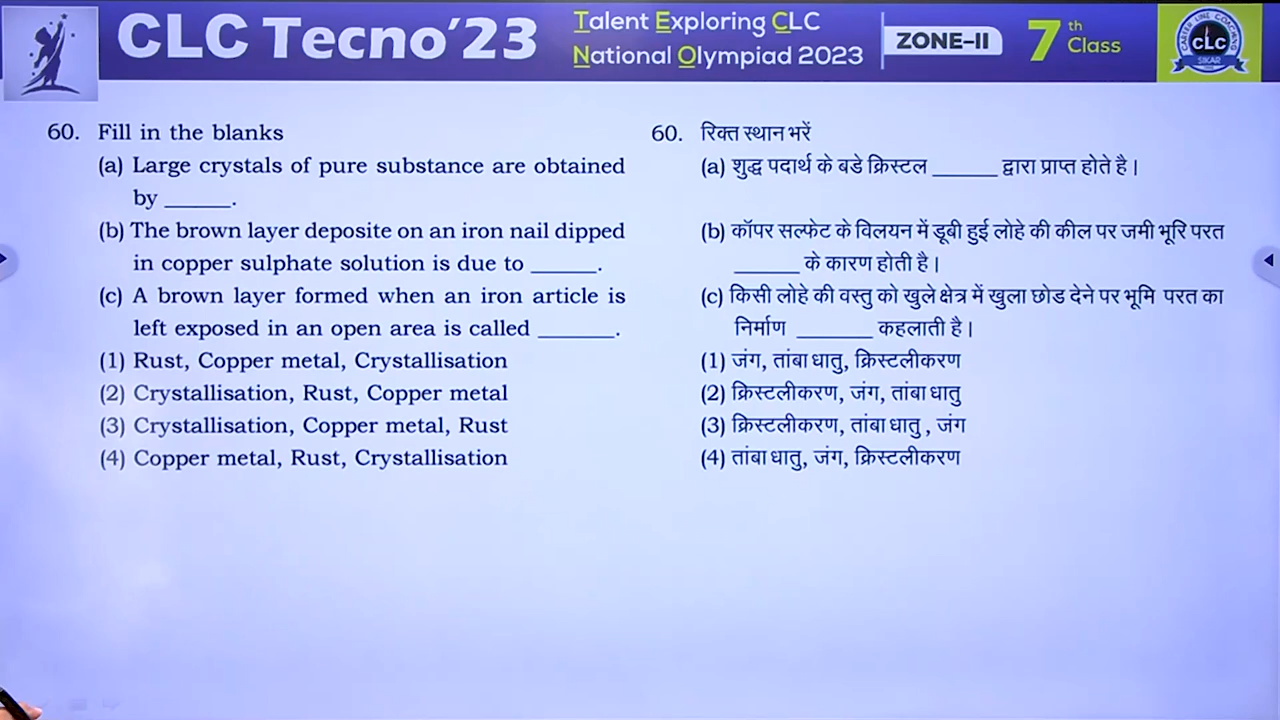 CLC Tecno'23
Talent Exploring CLC
National Olympiad 2023
ZONE-II
7th Class
CAREER LINE COACHING
CLC
SIKAR
60. Fill in the blanks
(a) Large crystals of pure substance are obtained
by ______.
(b) The brown layer deposite on an iron nail dipped
in copper sulphate solution is due to ______.
(c) A brown layer formed when an iron article is
left exposed in an open area is called _______.
(1) Rust, Copper metal, Crystallisation
(2) Crystallisation, Rust, Copper metal
(3) Crystallisation, Copper metal, Rust
(4) Copper metal, Rust, Crystallisation
60. रिक्त स्थान भरें
(a) शुद्ध पदार्थ के बडे क्रिस्टल ______ द्वारा प्राप्त होते है।
(b) कॉपर सल्फेट के विलयन में डूबी हुई लोहे की कील पर जमी भूरि परत
______ के कारण होती है।
(c) किसी लोहे की वस्तु को खुले क्षेत्र में खुला छोड देने पर भूमि परत का
निर्माण _______ कहलाती है।
(1) जंग, तांबा धातु, क्रिस्टलीकरण
(2) क्रिस्टलीकरण, जंग, तांबा धातु
(3) क्रिस्टलीकरण, तांबा धातु , जंग
(4) तांबा धातु, जंग, क्रिस्टलीकरण